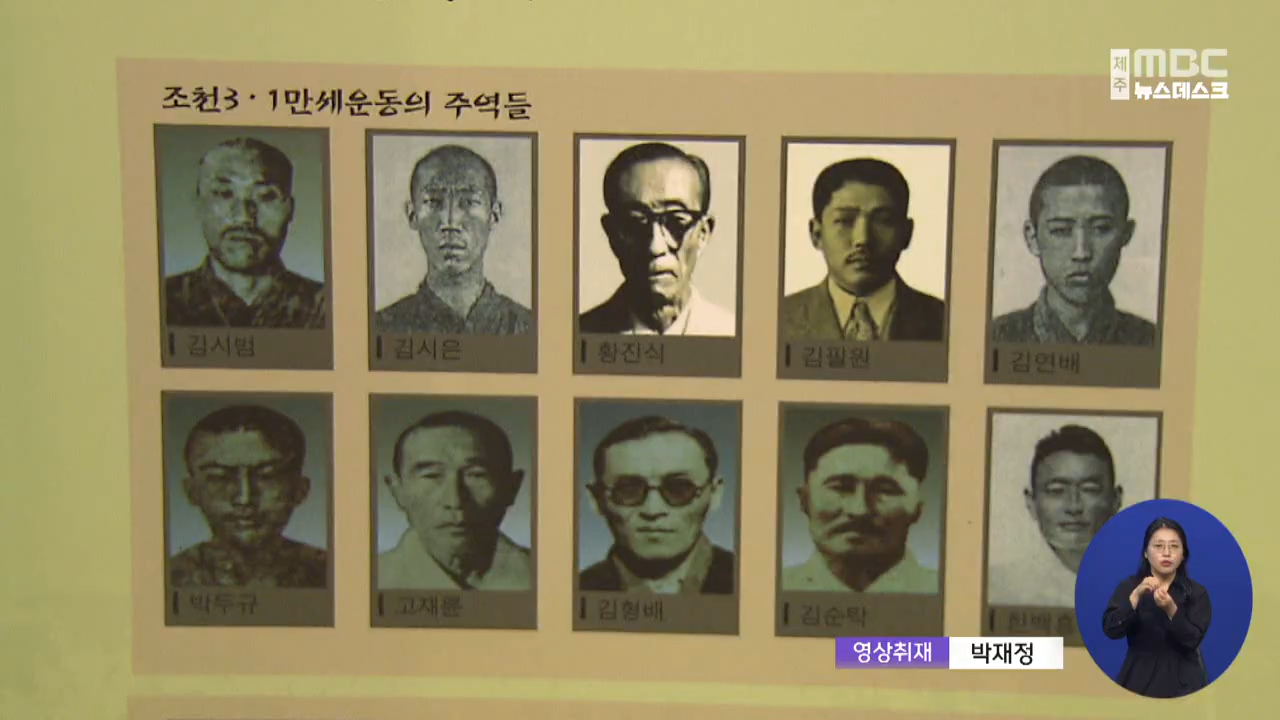 제주 MBC
뉴스데스크
조천3·1만세운동의 주역들
김시범
김시은
황진식
김필원
김연배
박두규
고재륜
김형배
김순탁
영상취재 박재정